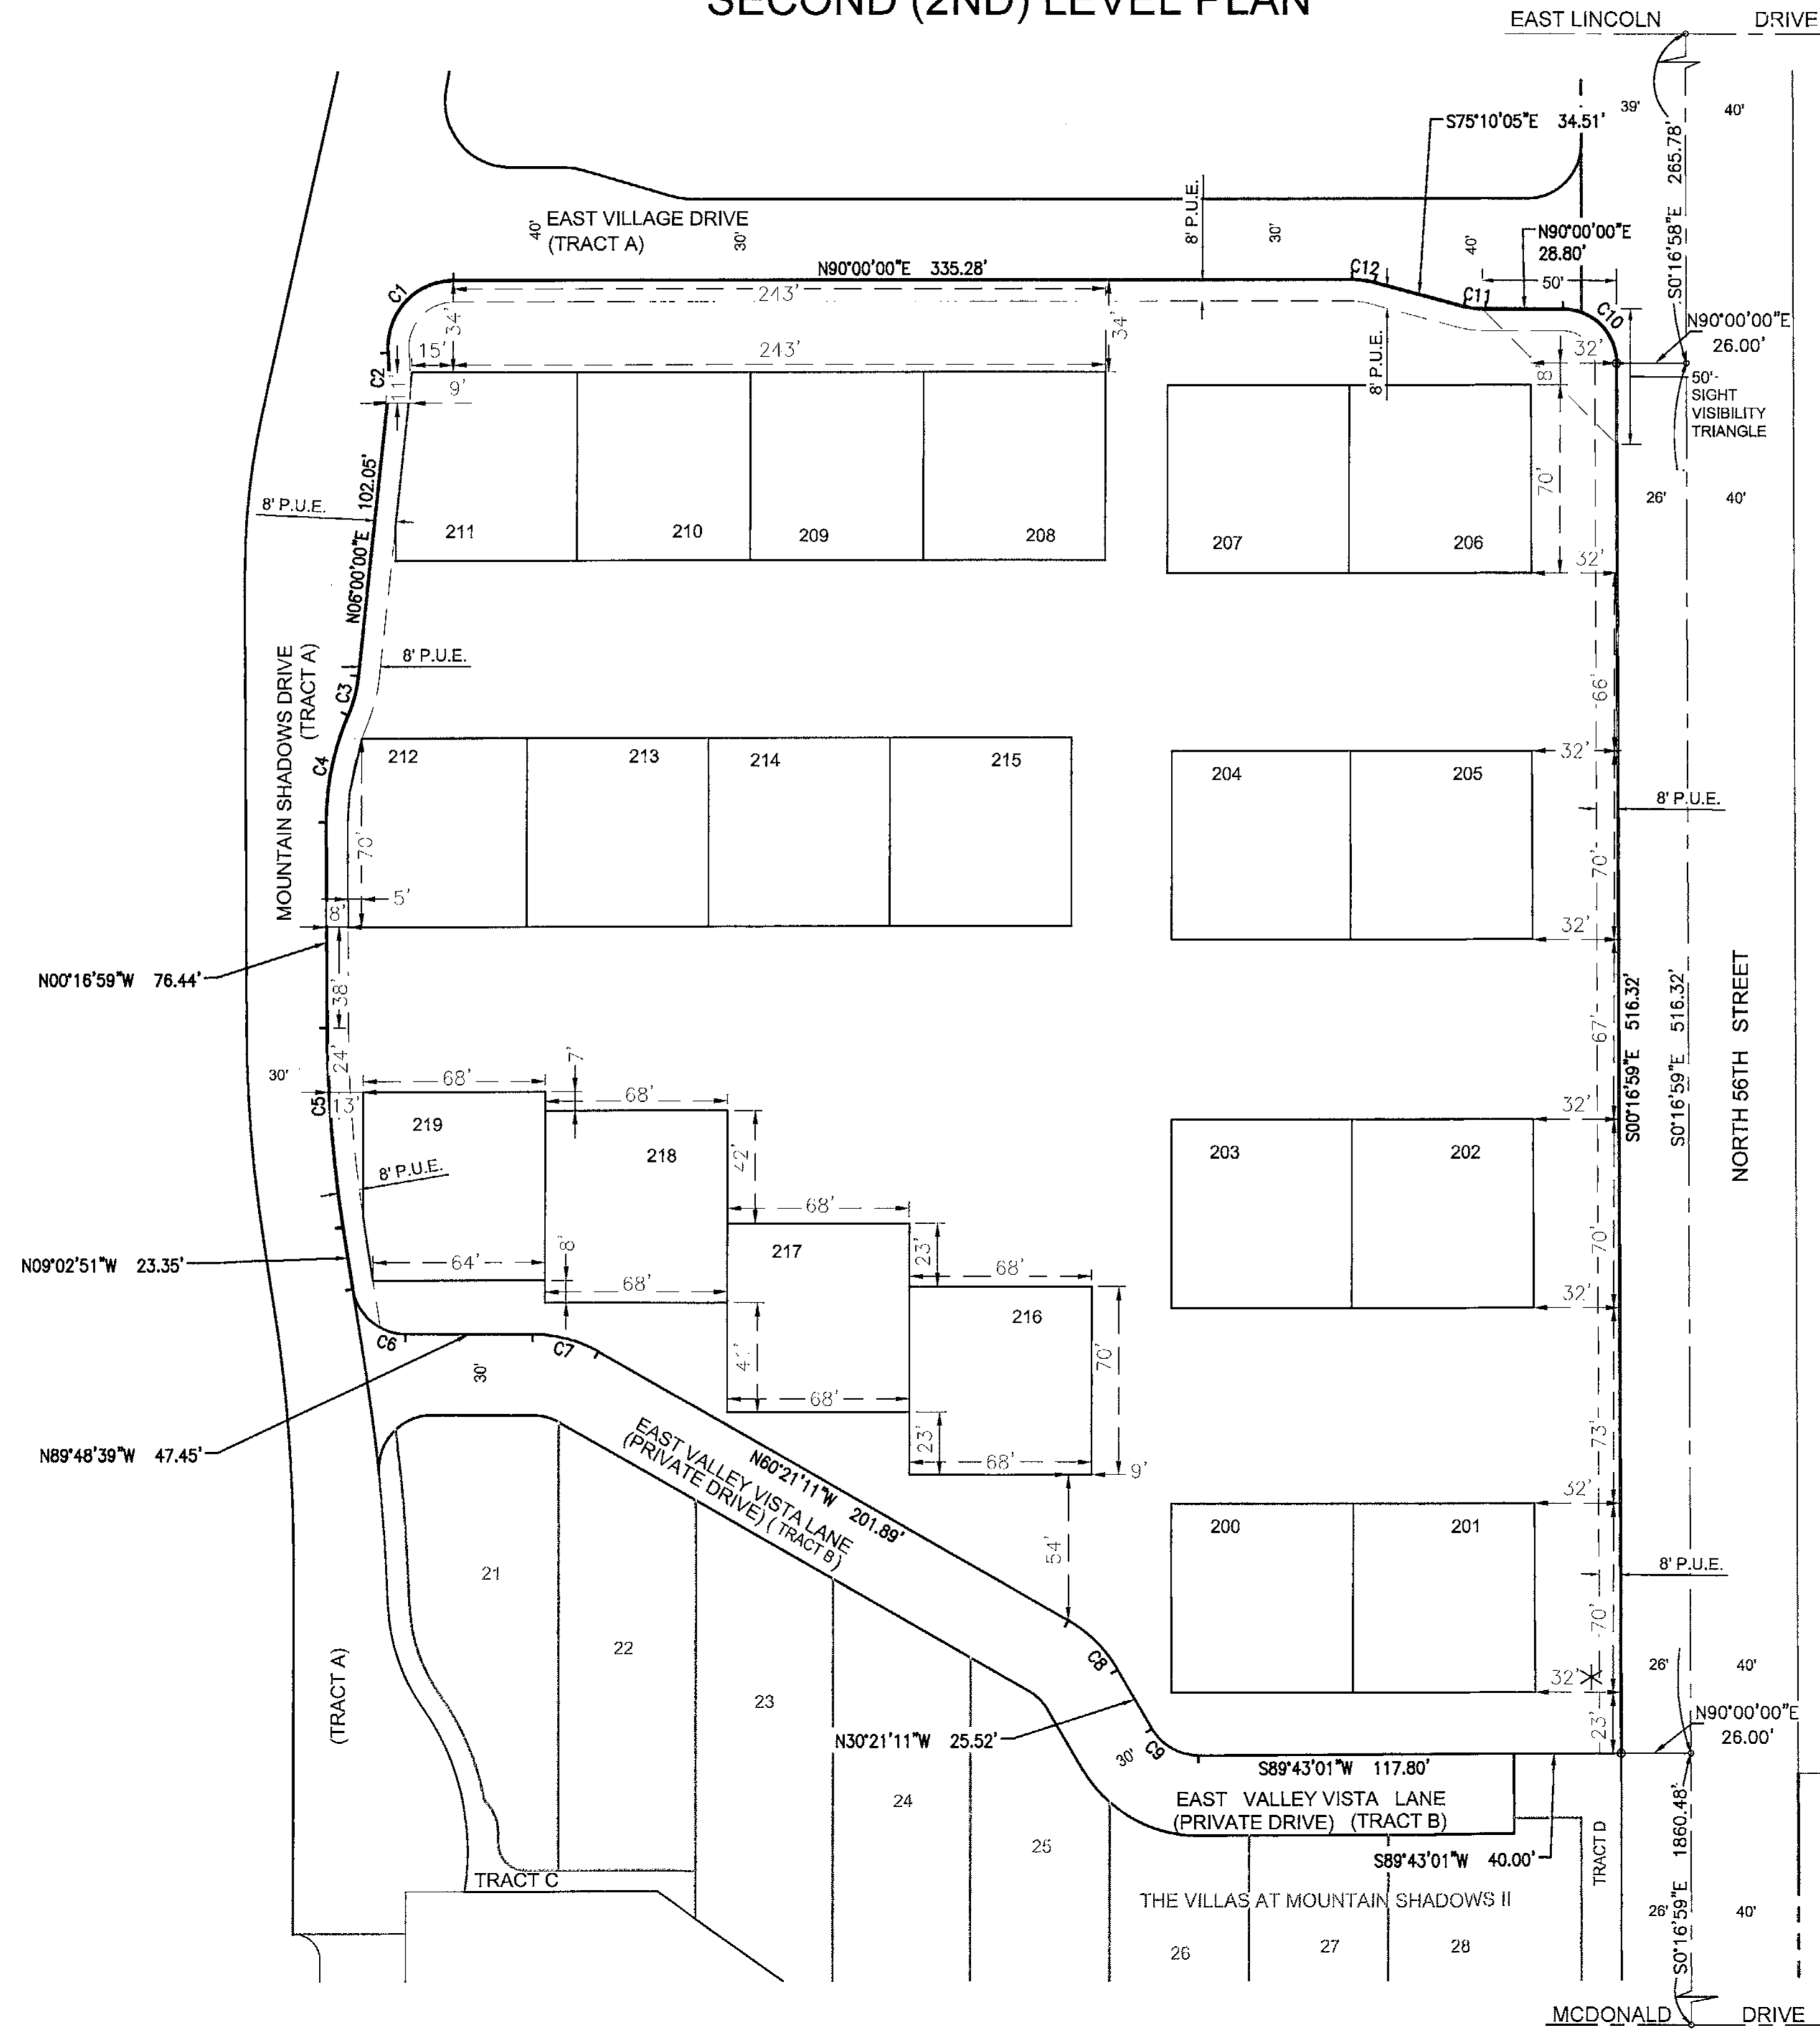 SECOND (2ND) LEVEL PLAN
EAST LINCOLN DRIVE
39'
40'
S0°16'58"E 265.78'
S75°10'05"E 34.51'
8' P.U.E.
EAST VILLAGE DRIVE
(TRACT A)
40'
30'
30'
40'
N90°00'00"E
28.80'
N90°00'00"E 335.28'
C12
C11
50'
C10
C1
243'
34'
34'
15'
243'
C2
11'
9'
8' P.U.E.
32'
8'
N90°00'00"E
26.00'
50'-
SIGHT
VISIBILITY
TRIANGLE
N06°00'00"E 102.05'
8' P.U.E.
70'
26'
40'
211
210
209
208
207
206
32'
8' P.U.E.
MOUNTAIN SHADOWS DRIVE
(TRACT A)
C3
C4
66'
212
213
214
215
204
205
32'
8' P.U.E.
70'
70'
5'
8'
32'
N00°16'59"W 76.44'
38'
24'
67'
S00°16'59"E 516.32'
S0°16'59"E 516.32'
NORTH 56TH STREET
30'
C5
13'
68'
7'
68'
32'
219
218
42'
203
202
8' P.U.E.
68'
217
23'
68'
70'
N09°02'51"W 23.35'
64'
8'
68'
216
32'
C6
C7
30'
41'
70'
68'
23'
68'
9'
73'
N89°48'39"W 47.45'
EAST VALLEY VISTA LANE
(PRIVATE DRIVE) ( TRACT B)
N60°21'11"W 201.89'
32'
200
201
54'
8' P.U.E.
21
22
23
70'
C8
32'
26'
40'
(TRACT A)
N30°21'11"W 25.52'
C9
30'
23'
N90°00'00"E
26.00'
S89°43'01"W 117.80'
EAST VALLEY VISTA LANE
(PRIVATE DRIVE) (TRACT B)
24
25
S89°43'01"W 40.00'
TRACT D
S0°16'59"E 1860.48'
TRACT C
THE VILLAS AT MOUNTAIN SHADOWS II
26'
40'
26
27
28
MCDONALD DRIVE